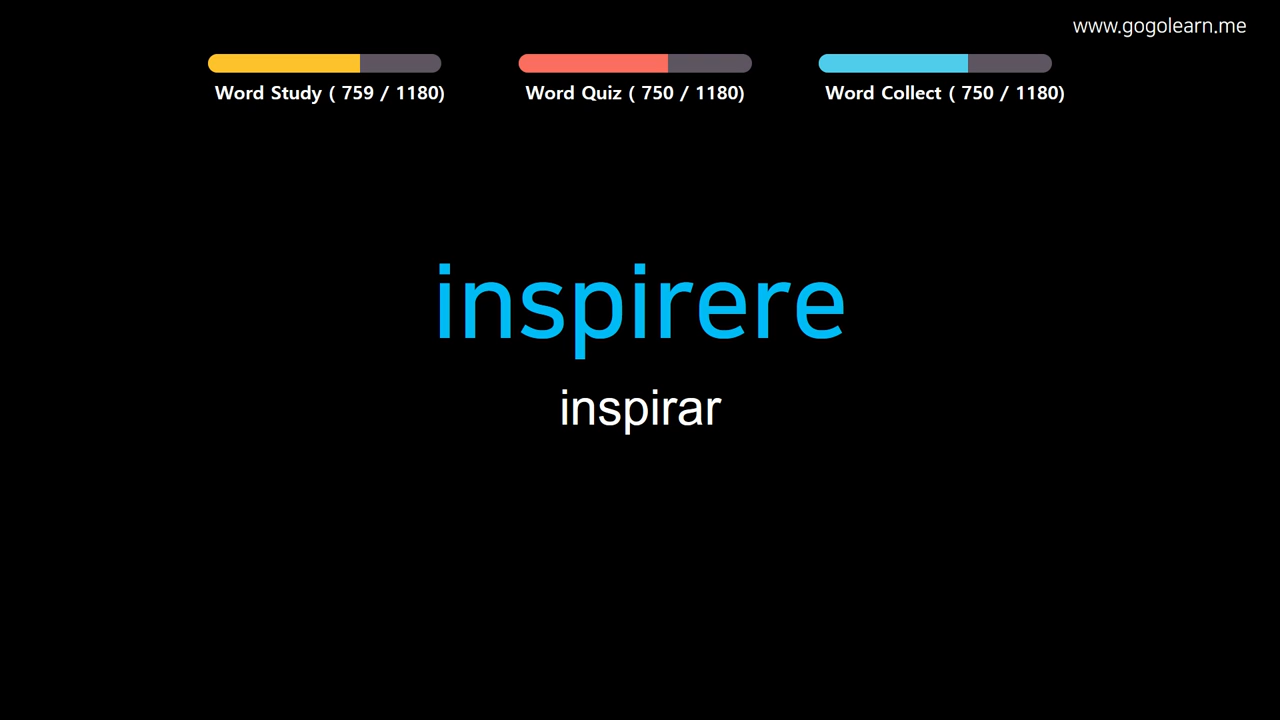 www.gogolearn.me
Word Study ( 759 / 1180)
Word Quiz ( 750 / 1180)
Word Collect ( 750 / 1180)
inspirere
inspirar